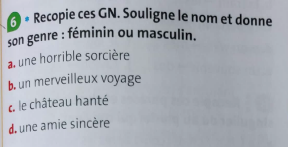 6 • Recopie ces GN. Souligne le nom et donne
son genre : féminin ou masculin.
a. une horrible sorcière
b. un merveilleux voyage
c. le château hanté
d. une amie sincère